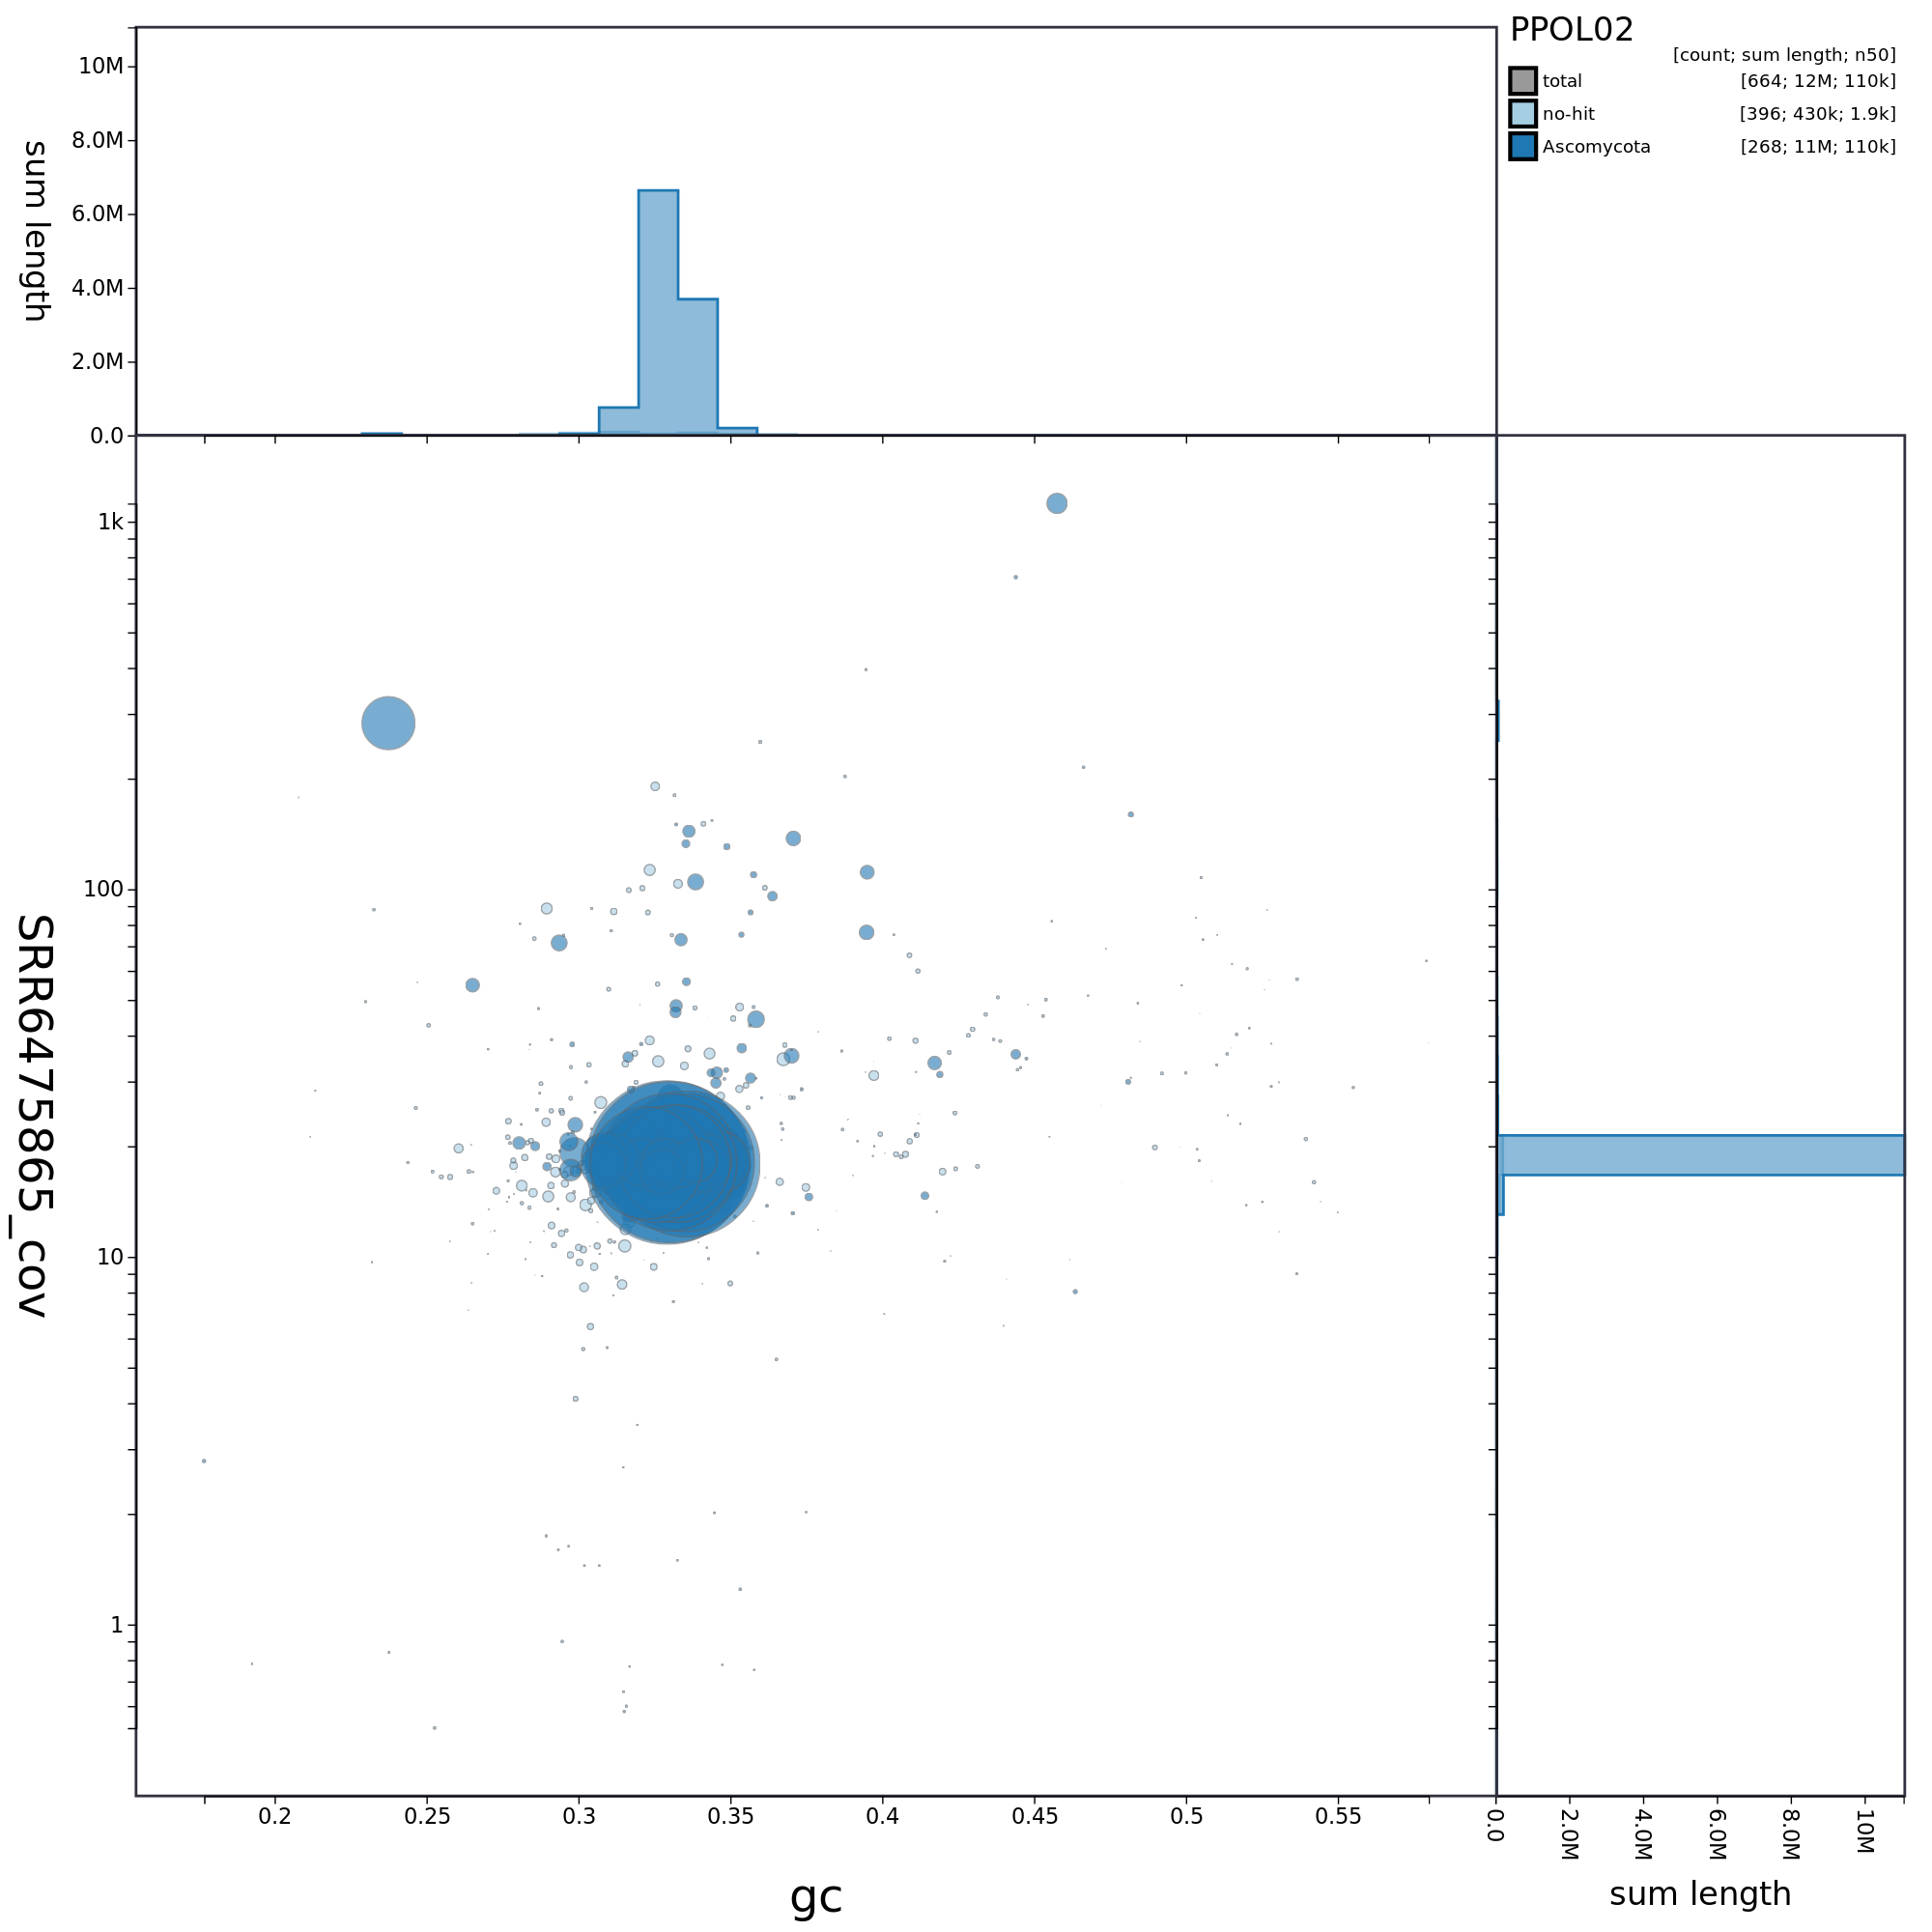 PPOL02
[count; sum length; n50]
total [664; 12M; 110k]
no-hit [396; 430k; 1.9k]
Ascomycota [268; 11M; 110k]
sum length
10M
8.0M
6.0M
4.0M
2.0M
0.0
SRR6475865_cov
1k
100
10
1
0.2 0.25 0.3 0.35 0.4 0.45 0.5 0.55
gc
0.0 2.0M 4.0M 6.0M 8.0M 10M
sum length